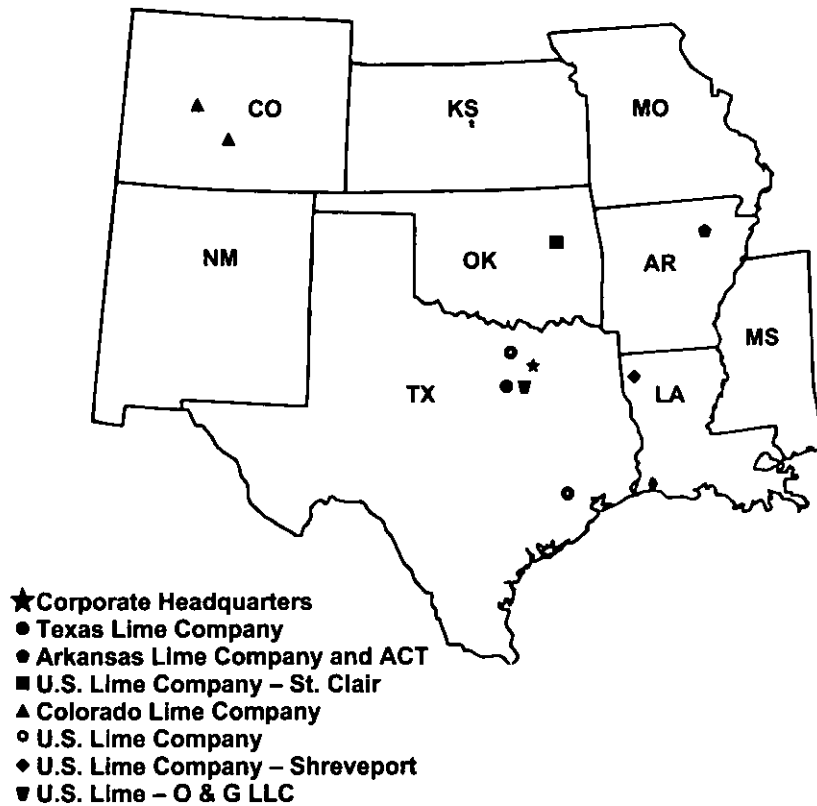 CO
KS
MO
NM
OK
AR
MS
TX
LA
Corporate Headquarters
Texas Lime Company
Arkansas Lime Company and ACT
U.S. Lime Company – St. Clair
Colorado Lime Company
U.S. Lime Company
U.S. Lime Company – Shreveport
U.S. Lime – O & G LLC